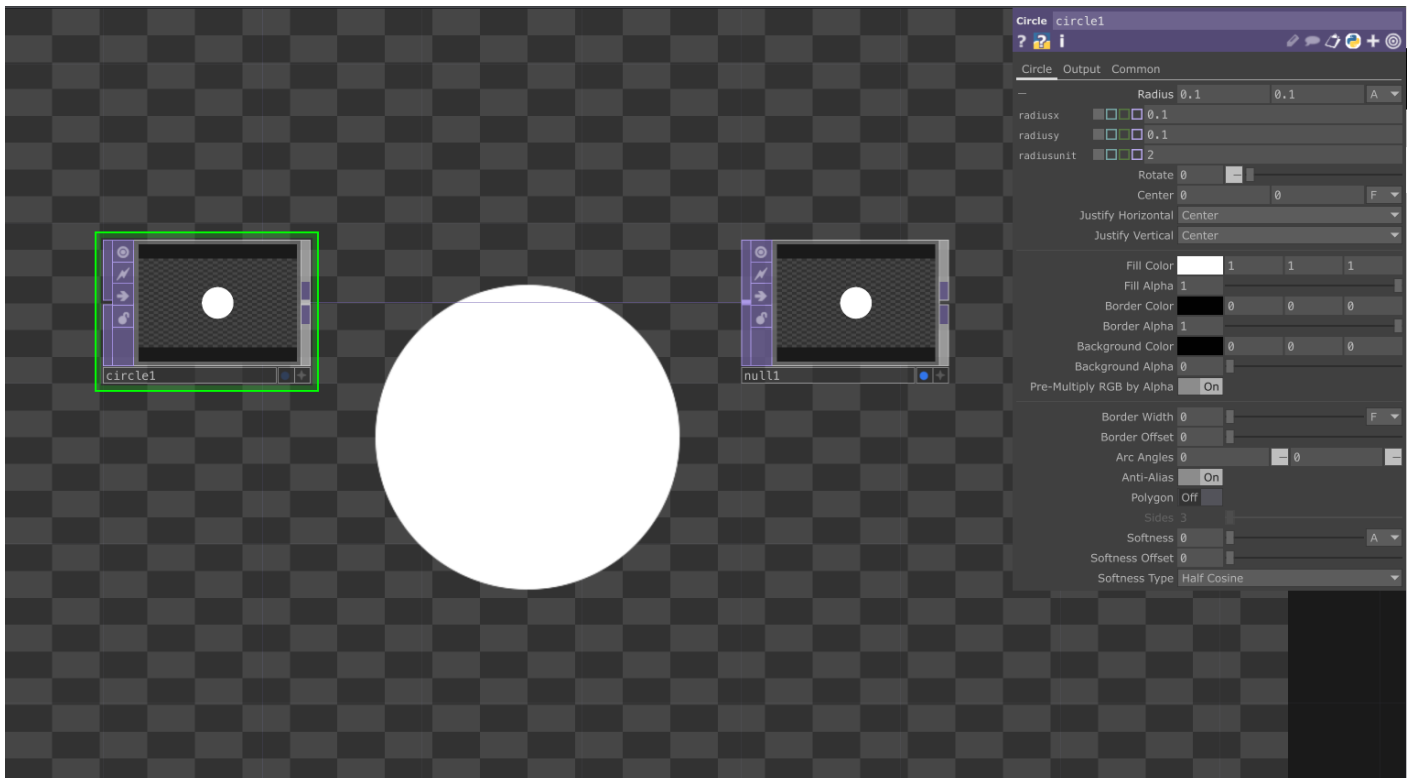 Circle circle1
? ? i
Circle Output Common
Radius 0.1 0.1 A
radiusx 0.1
radiusy 0.1
radiusunit 2
Rotate 0
Center 0 0 F
Justify Horizontal Center
Justify Vertical Center
Fill Color 1 1 1
Fill Alpha 1
Border Color 0 0 0
Border Alpha 1
Background Color 0 0 0
Background Alpha 0
Pre-Multiply RGB by Alpha On
Border Width 0 F
Border Offset 0
Arc Angles 0 0
Anti-Alias On
Polygon Off
Sides 3
Softness 0 A
Softness Offset 0
Softness Type Half Cosine
circle1
null1